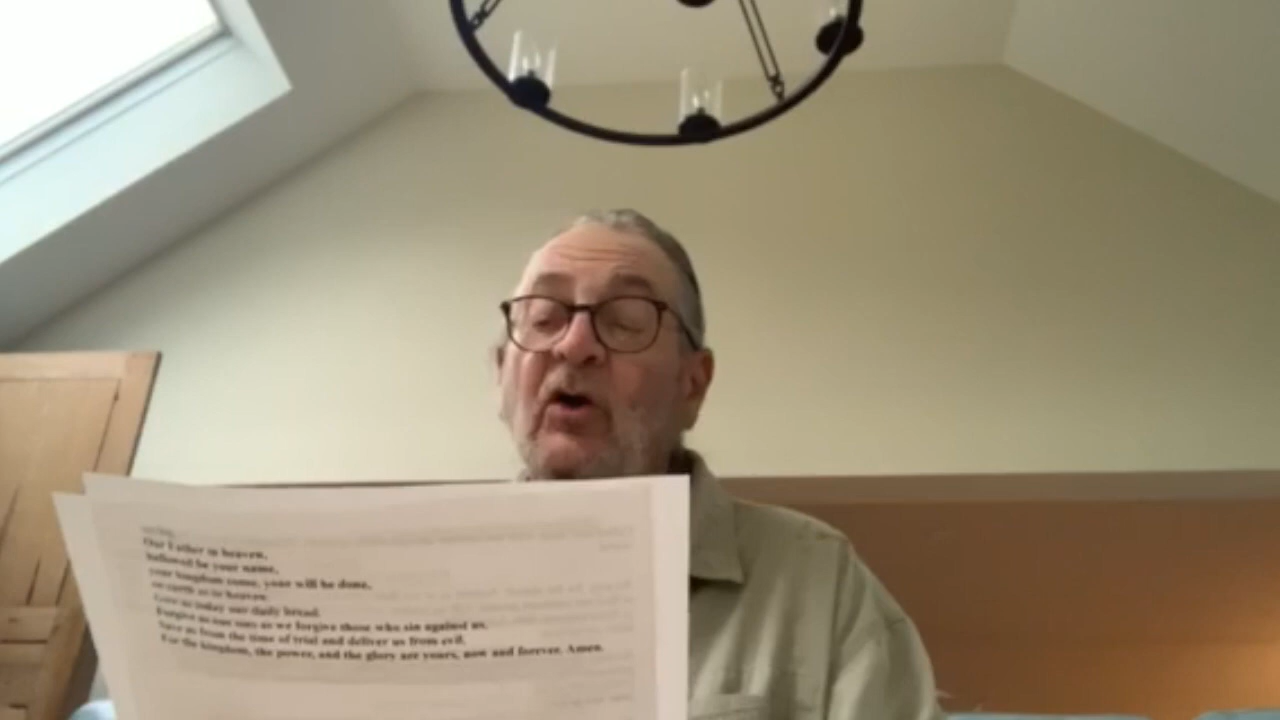 Our Father in heaven,
hallowed be your name,
your kingdom come, your will be done,
on earth as in heaven.
Give us today our daily bread.
Forgive us our sins as we forgive those who sin against us.
Save us from the time of trial and deliver us from evil.
For the kingdom, the power, and the glory are yours, now and forever. Amen.